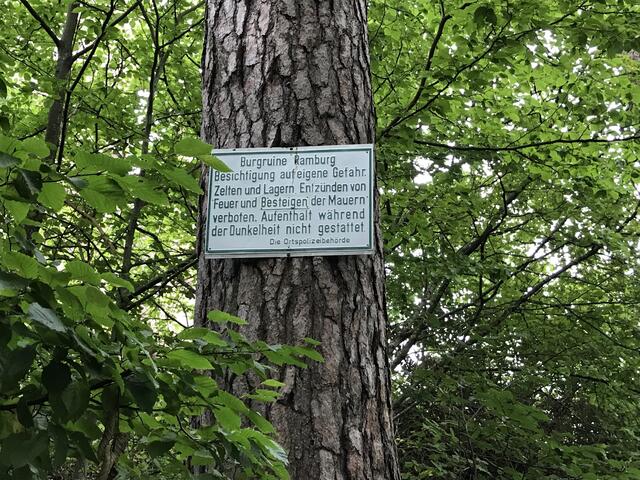 Burgruine Ramburg
Besichtigung auf eigene Gefahr.
Zelten und Lagern Entzünden von
Feuer und Besteigen der Mauern
verboten. Aufenthalt während
der Dunkelheit nicht gestattet.
Die Ortspolizeibehörde